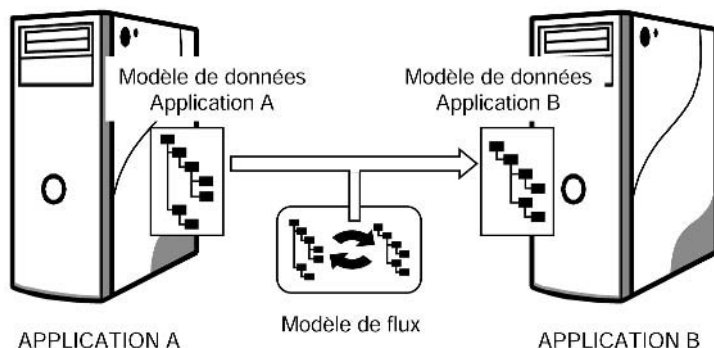 Modèle de données
Application A
Modèle de données
Application B
Modèle de flux
APPLICATION A
APPLICATION B